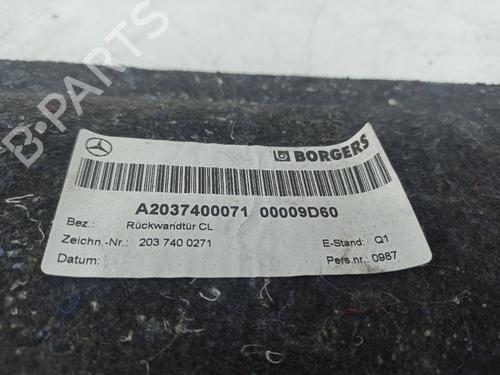 BORGERS
A2037400071 00009D60
Bez.: Rückwandtür CL
Zeichn.-Nr.: 203 740 0271 E-Stand: Q1
Datum: Pers.nr.: 0987
B-PARTS